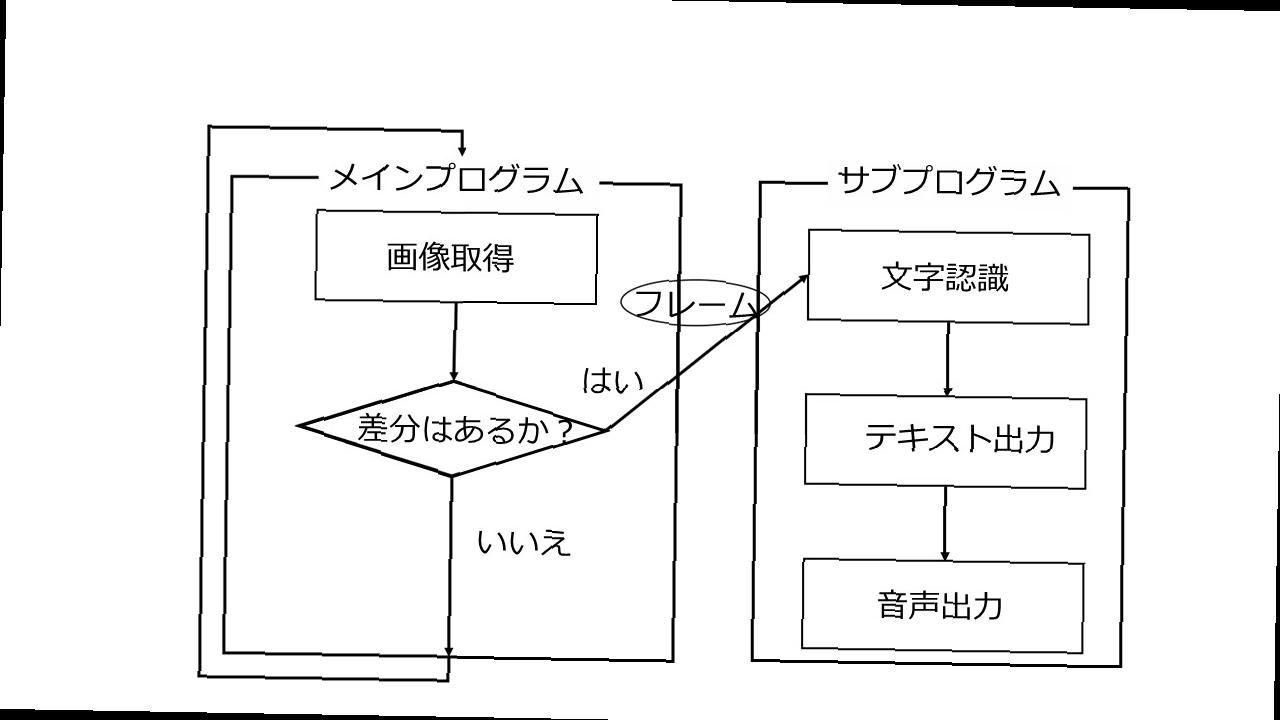 メインプログラム
画像取得
差分はあるか？
はい
いいえ
フレーム
サブプログラム
文字認識
テキスト出力
音声出力